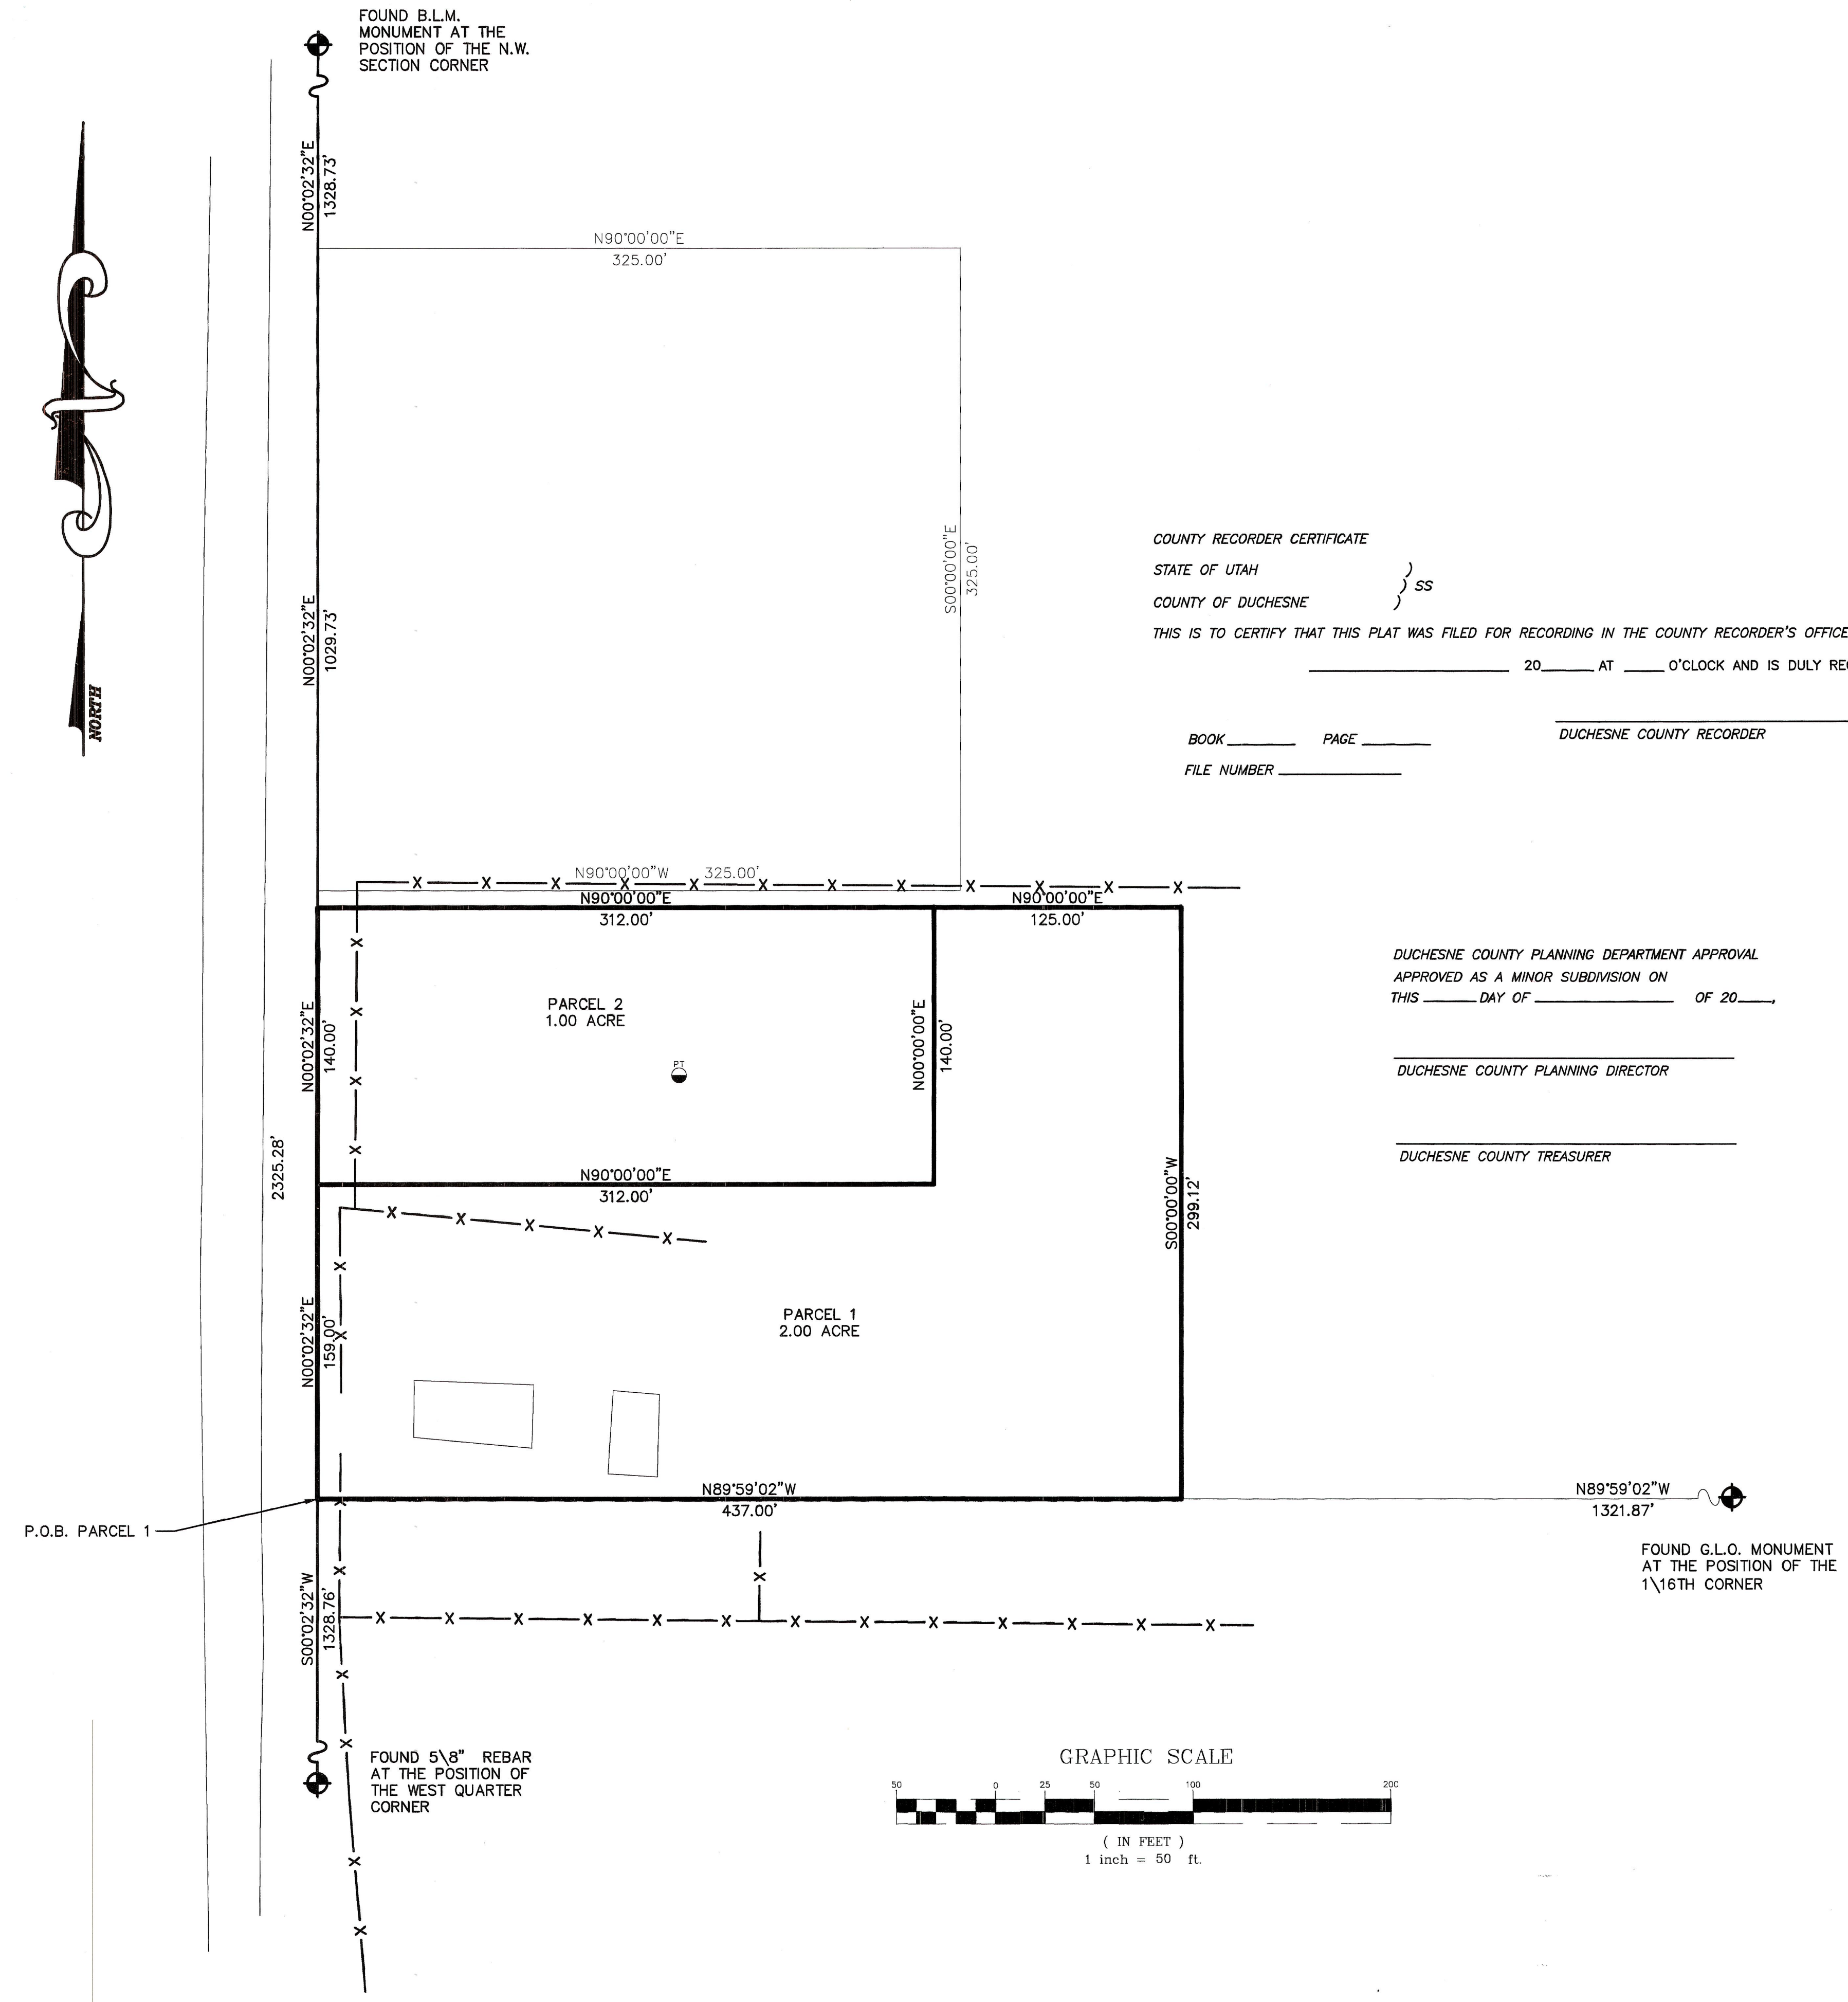 FOUND B.L.M.
MONUMENT AT THE
POSITION OF THE N.W.
SECTION CORNER
N00°02'32"E
1328.73'
N90°00'00"E
325.00'
NORTH
S00°00'00"E
325.00'
N00°02'32"E
1029.73'
COUNTY RECORDER CERTIFICATE
STATE OF UTAH )
) SS
COUNTY OF DUCHESNE )
THIS IS TO CERTIFY THAT THIS PLAT WAS FILED FOR RECORDING IN THE COUNTY RECORDER'S OFFICE
20 AT O'CLOCK AND IS DULY
DUCHESNE COUNTY RECORDER
BOOK PAGE
FILE NUMBER
N90°00'00"W 325.00'
X X X X X X X X X X X X
N90°00'00"E
312.00'
N90°00'00"E
125.00'
X X X X
DUCHESNE COUNTY PLANNING DEPARTMENT APPROVAL
APPROVED AS A MINOR SUBDIVISION ON
THIS DAY OF OF 20 ,
DUCHESNE COUNTY PLANNING DIRECTOR
DUCHESNE COUNTY TREASURER
PARCEL 2
1.00 ACRE
PT
N00°02'32"E
140.00'
N00°00'00"E
140.00'
2325.28'
N90°00'00"E
312.00'
S00°00'00"W
299.12'
X X X X X
X X
N00°02'32"E
159.00'
PARCEL 1
2.00 ACRE
N89°59'02"W
437.00'
N89°59'02"W
1321.87'
P.O.B. PARCEL 1
X X
X
FOUND G.L.O. MONUMENT
AT THE POSITION OF THE
1\16TH CORNER
S00°02'32"W
1328.76'
X X X X X X X X X X X X X
X X X X
FOUND 5\8" REBAR
AT THE POSITION OF
THE WEST QUARTER
CORNER
GRAPHIC SCALE
50 0 25 50 100 200
( IN FEET )
1 inch = 50 ft.